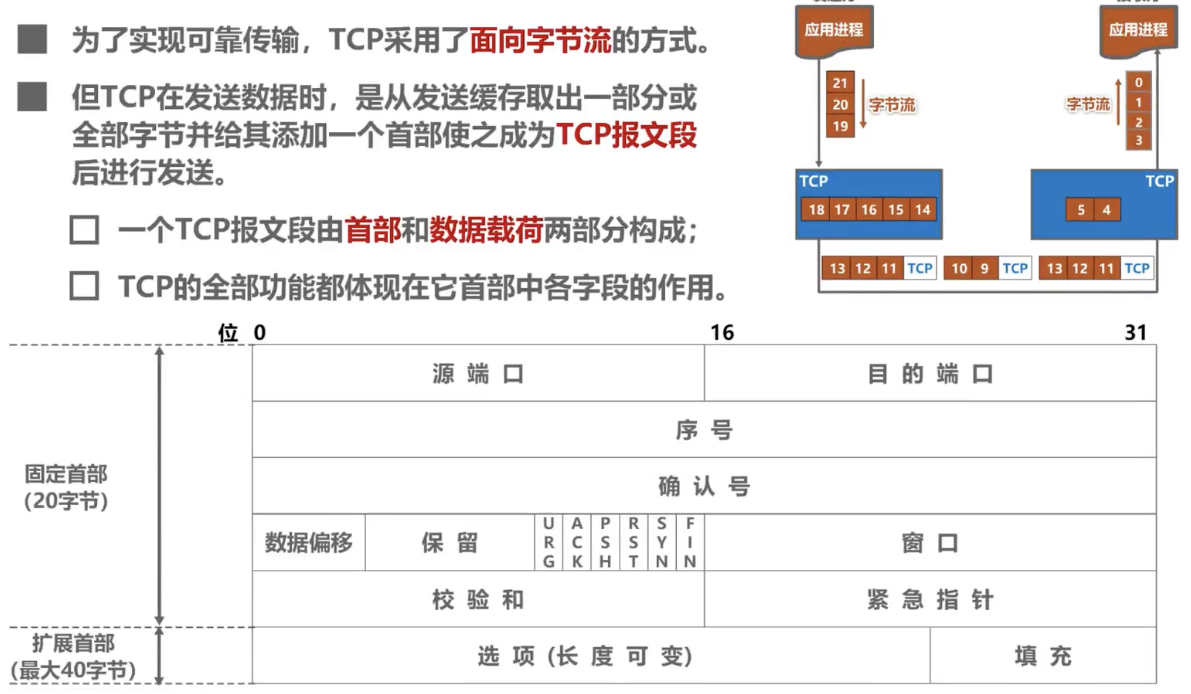 为了实现可靠传输，TCP采用了面向字节流的方式。
但TCP在发送数据时，是从发送缓存取出一部分或
全部字节并给其添加一个首部使之成为TCP报文段
后进行发送。
一个TCP报文段由首部和数据载荷两部分构成；
TCP的全部功能都体现在它首部中各字段的作用。
应用进程
应用进程
21
20
19
字节流
字节流
0
1
2
3
TCP
18 17 16 15 14
TCP
5 4
13 12 11 TCP
10 9 TCP
13 12 11 TCP
位 0 16 31
固定首部
(20字节)
源端口 目的端口
序号
确认号
数据偏移 保留 URG ACK PSH RST SYN FIN 窗口
校验和 紧急指针
扩展首部
(最大40字节)
选项(长度可变) 填充